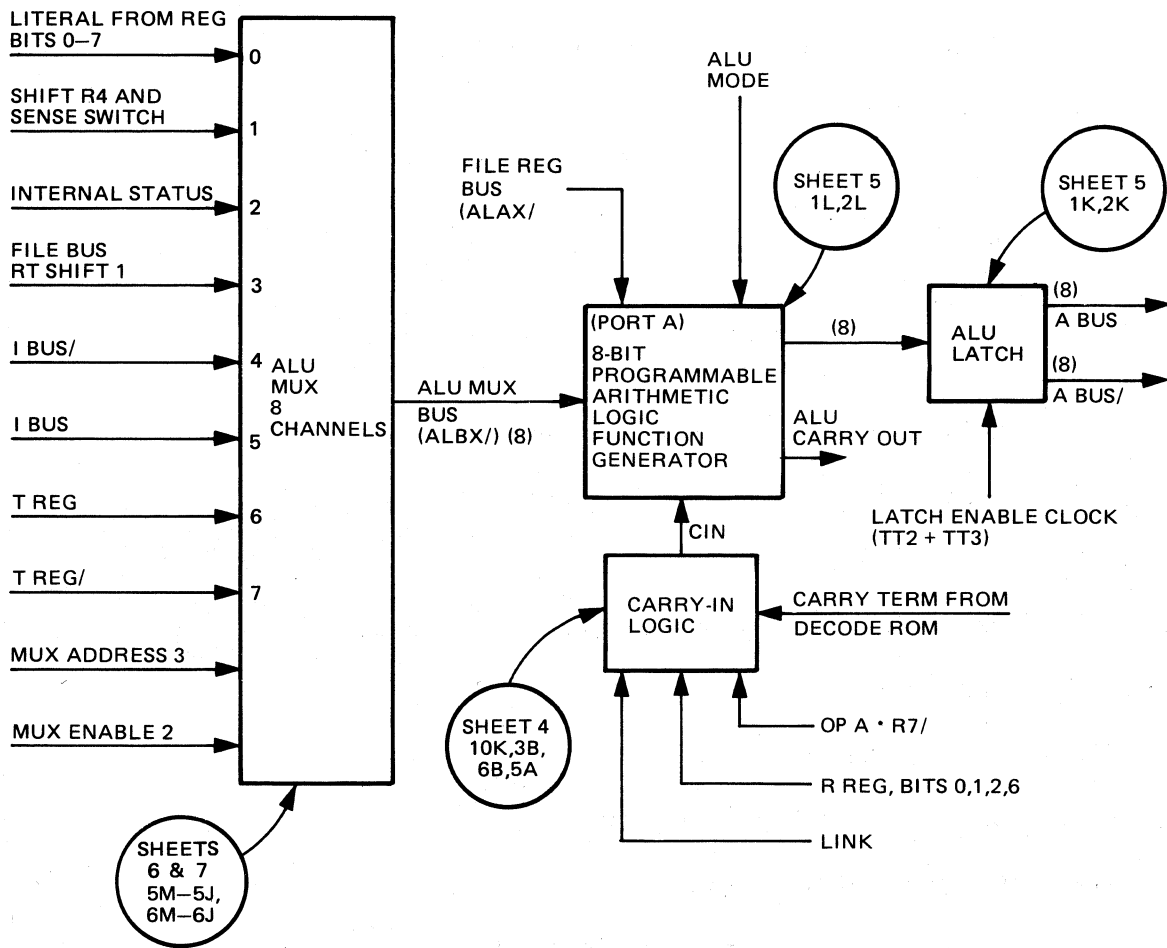 LITERAL FROM REG
BITS 0–7
0
SHIFT R4 AND
SENSE SWITCH
1
INTERNAL STATUS
2
FILE BUS
RT SHIFT 1
3
I BUS/
4
I BUS
5
T REG
6
T REG/
7
MUX ADDRESS 3
MUX ENABLE 2
ALU
MUX
8
CHANNELS
SHEETS
6 & 7
5M–5J,
6M–6J
ALU MUX
BUS
(ALBX/) (8)
FILE REG
BUS
(ALAX/
ALU
MODE
SHEET 5
1L,2L
(PORT A)
8-BIT
PROGRAMMABLE
ARITHMETIC
LOGIC
FUNCTION
GENERATOR
(8)
ALU
CARRY OUT
SHEET 5
1K,2K
ALU
LATCH
(8)
A BUS
(8)
A BUS/
LATCH ENABLE CLOCK
(TT2 + TT3)
CIN
CARRY-IN
LOGIC
CARRY TERM FROM
DECODE ROM
SHEET 4
10K,3B,
6B,5A
OP A · R7/
R REG, BITS 0,1,2,6
LINK